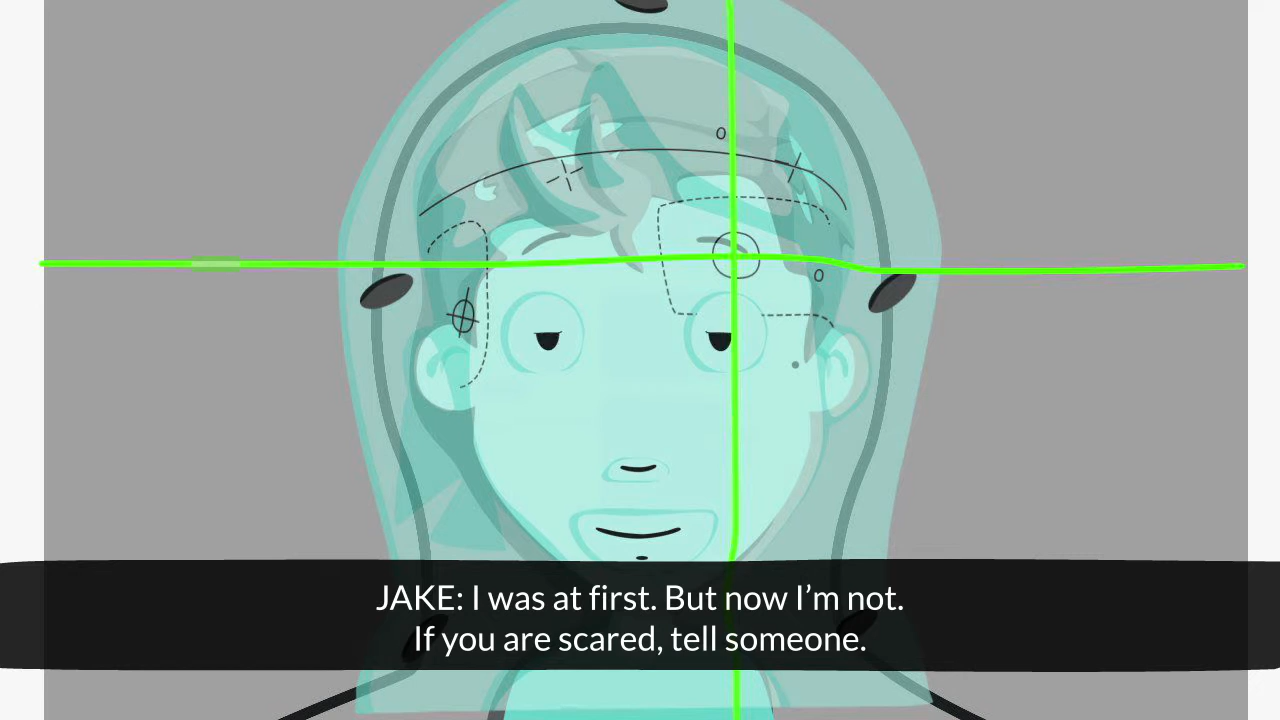 JAKE: I was at first. But now I’m not.
If you are scared, tell someone.